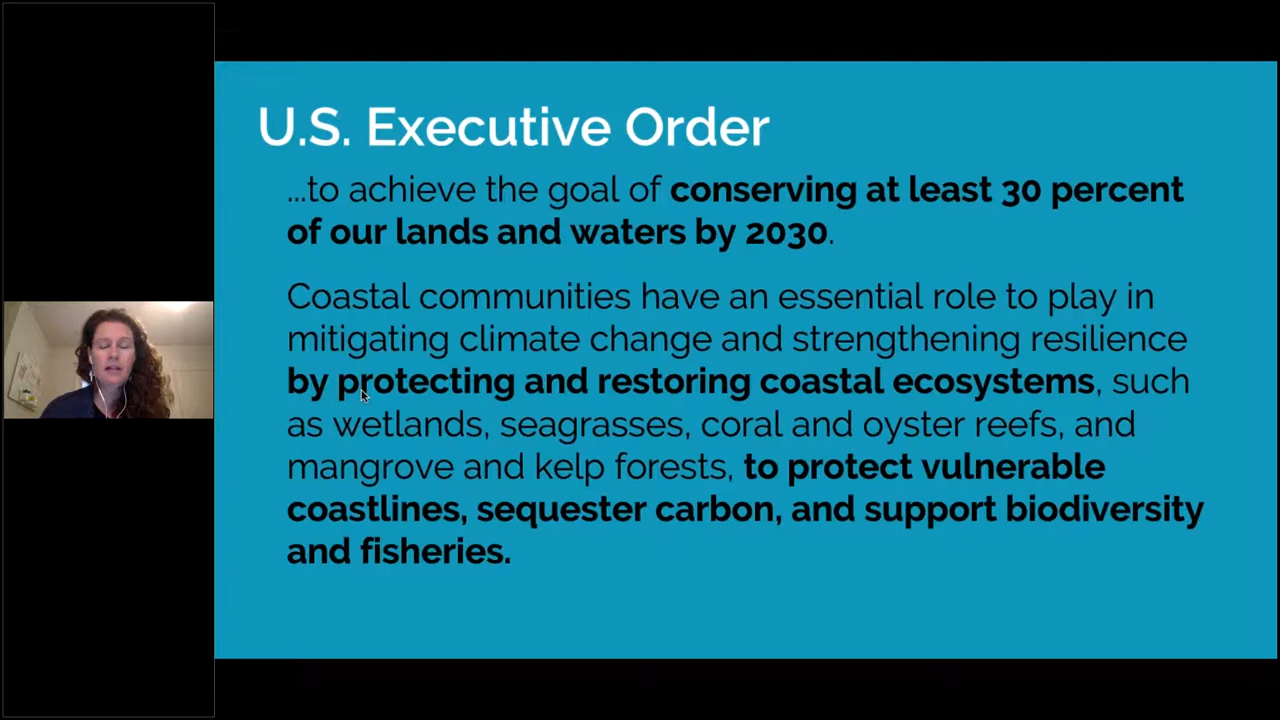 U.S. Executive Order
...to achieve the goal of conserving at least 30 percent
of our lands and waters by 2030.
Coastal communities have an essential role to play in
mitigating climate change and strengthening resilience
by protecting and restoring coastal ecosystems, such
as wetlands, seagrasses, coral and oyster reefs, and
mangrove and kelp forests, to protect vulnerable
coastlines, sequester carbon, and support biodiversity
and fisheries.